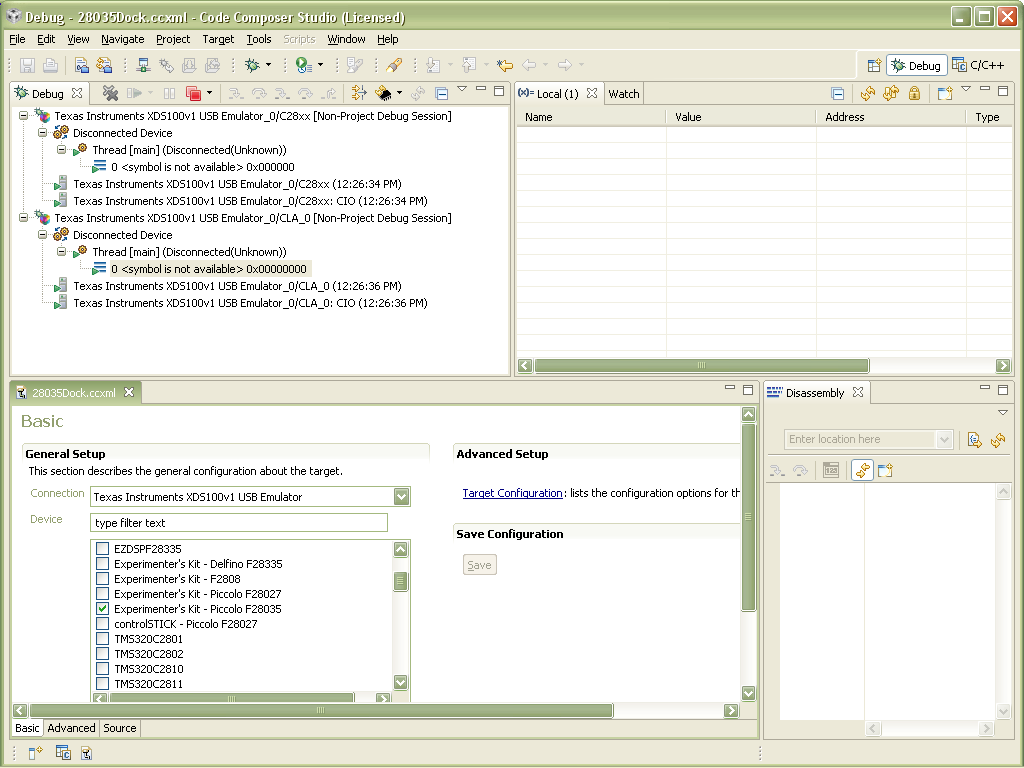 Debug - 28035Dock.ccxml - Code Composer Studio (Licensed)
File Edit View Navigate Project Target Tools Scripts Window Help
Debug C/C++
Debug
Texas Instruments XDS100v1 USB Emulator_0/C28xx [Non-Project Debug Session]
Disconnected Device
Thread [main] (Disconnected(Unknown))
0 <symbol is not available> 0x000000
Texas Instruments XDS100v1 USB Emulator_0/C28xx (12:26:34 PM)
Texas Instruments XDS100v1 USB Emulator_0/C28xx: CIO (12:26:34 PM)
Texas Instruments XDS100v1 USB Emulator_0/CLA_0 [Non-Project Debug Session]
Disconnected Device
Thread [main] (Disconnected(Unknown))
0 <symbol is not available> 0x00000000
Texas Instruments XDS100v1 USB Emulator_0/CLA_0 (12:26:36 PM)
Texas Instruments XDS100v1 USB Emulator_0/CLA_0: CIO (12:26:36 PM)
(x)= Local (1) Watch
Name Value Address Type
28035Dock.ccxml
Basic
General Setup
This section describes the general configuration about the target.
Connection Texas Instruments XDS100v1 USB Emulator
Device type filter text
EZDSPF28335
Experimenter's Kit - Delfino F28335
Experimenter's Kit - F2808
Experimenter's Kit - Piccolo F28027
Experimenter's Kit - Piccolo F28035
controlSTICK - Piccolo F28027
TMS320C2801
TMS320C2802
TMS320C2810
TMS320C2811
Advanced Setup
Target Configuration: lists the configuration options for th
Save Configuration
Save
Basic Advanced Source
Disassembly
Enter location here